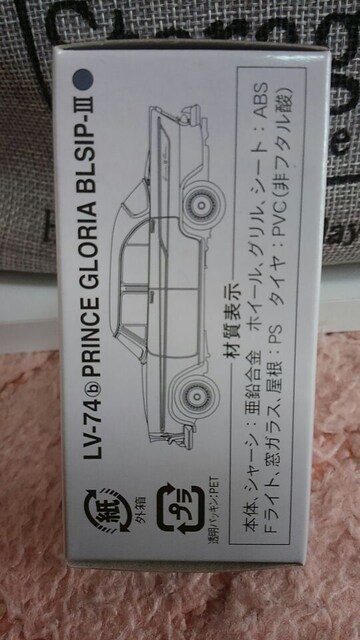 LV-74ⓑ PRINCE GLORIA BLSIP-Ⅲ
材質表示
本体、シャーシ：亜鉛合金　ホイール、グリル、シート：ABS
Fライト、窓ガラス、屋根：PS　タイヤ：PVC(非フタル酸)
紙
外箱
プラ
透明パッキン:PET